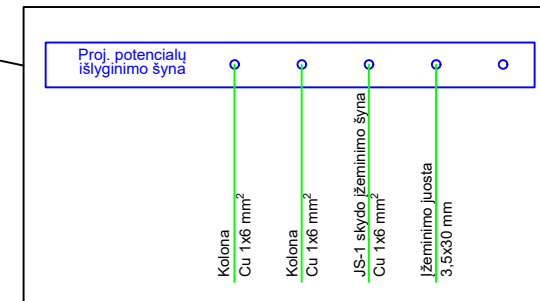 Proj. potencialų
išlyginimo šyna
Kolona
Cu 1x6 mm²
Kolona
Cu 1x6 mm²
JS-1 skydo įžeminimo šyna
Cu 1x6 mm²
Įžeminimo juosta
3,5x30 mm